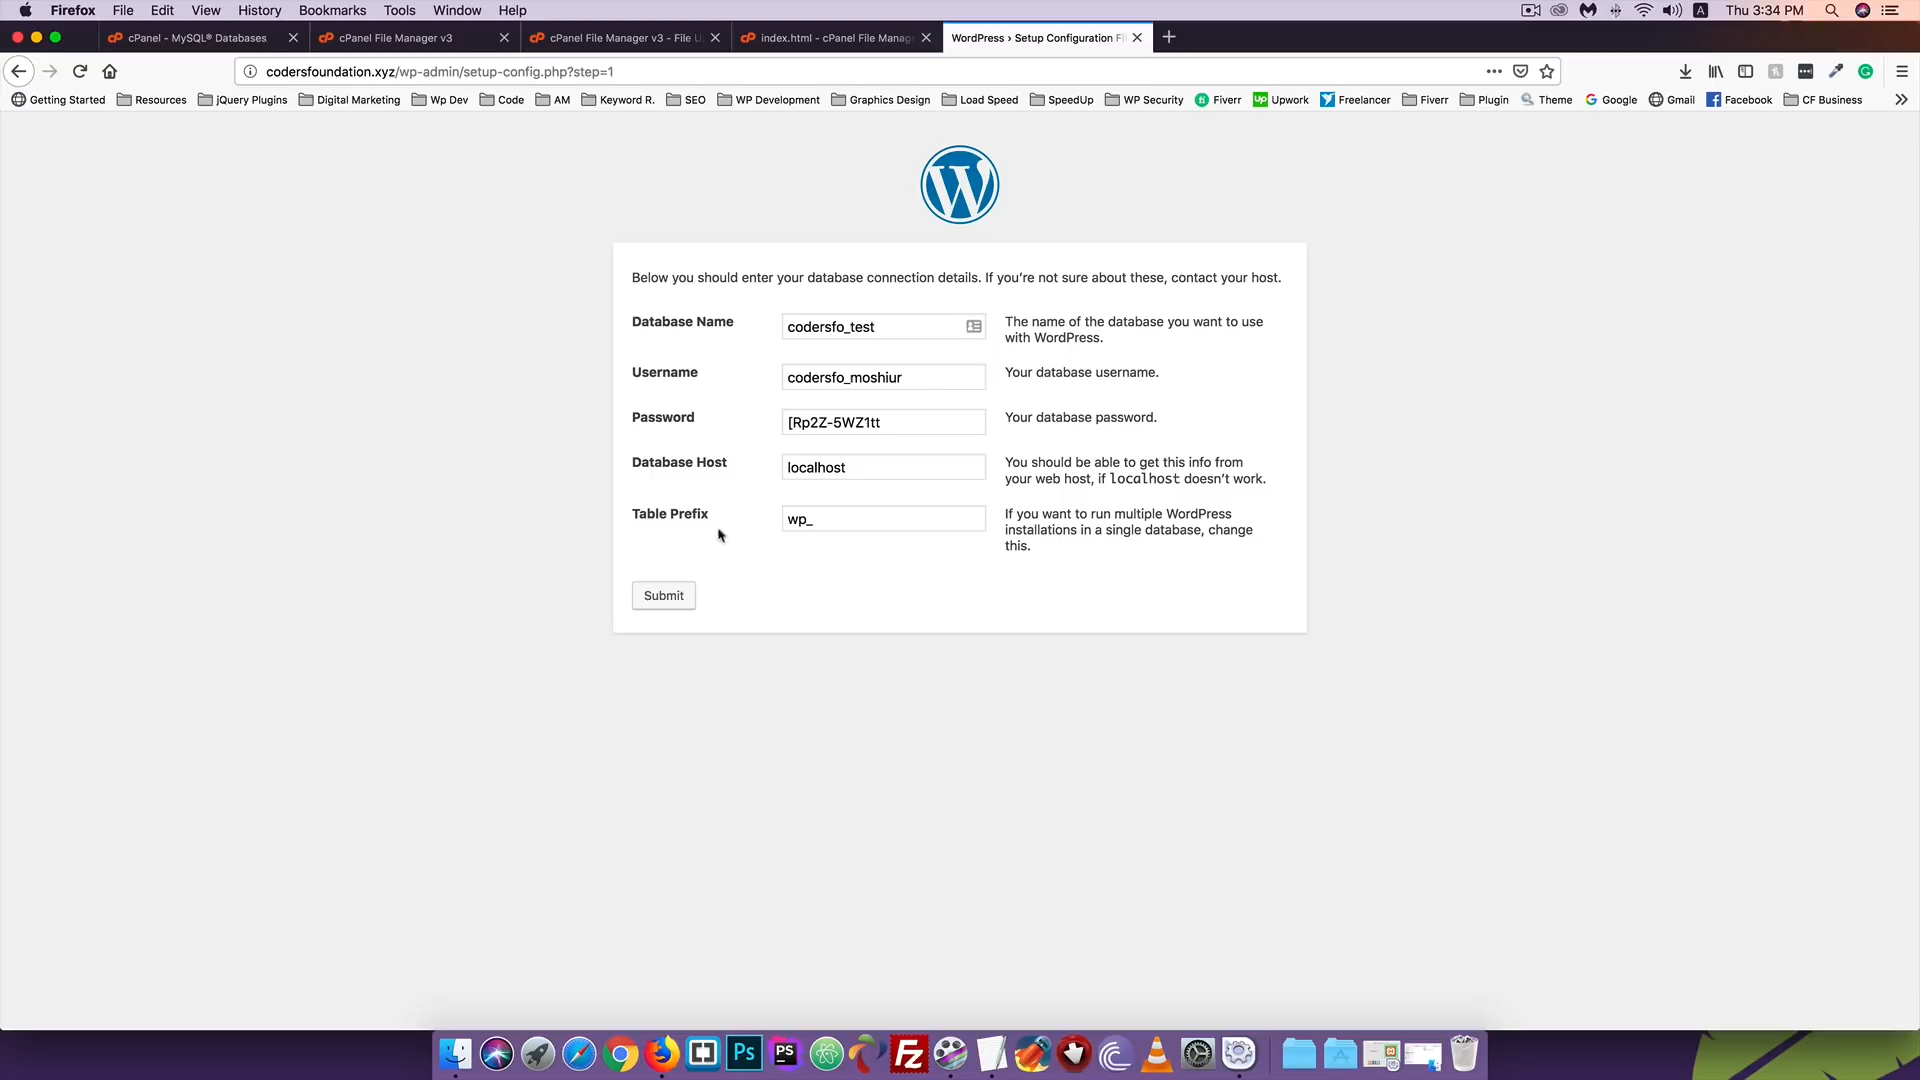 Firefox File Edit View History Bookmarks Tools Window Help
A Thu 3:34 PM
cPanel - MySQL® Databases
cPanel File Manager v3
cPanel File Manager v3 - File U
index.html - cPanel File Manag
WordPress › Setup Configuration Fi
codersfoundation.xyz/wp-admin/setup-config.php?step=1
Getting Started Resources jQuery Plugins Digital Marketing Wp Dev Code AM Keyword R. SEO WP Development Graphics Design Load Speed SpeedUp WP Security Fiverr Upwork Freelancer Fiverr Plugin Theme Google Gmail Facebook CF Business
Below you should enter your database connection details. If you're not sure about these, contact your host.
Database Name
codersfo_test
The name of the database you want to use
with WordPress.
Username
codersfo_moshiur
Your database username.
Password
[Rp2Z-5WZ1tt
Your database password.
Database Host
localhost
You should be able to get this info from
your web host, if localhost doesn't work.
Table Prefix
wp_
If you want to run multiple WordPress
installations in a single database, change
this.
Submit
Ps
PS
Fz